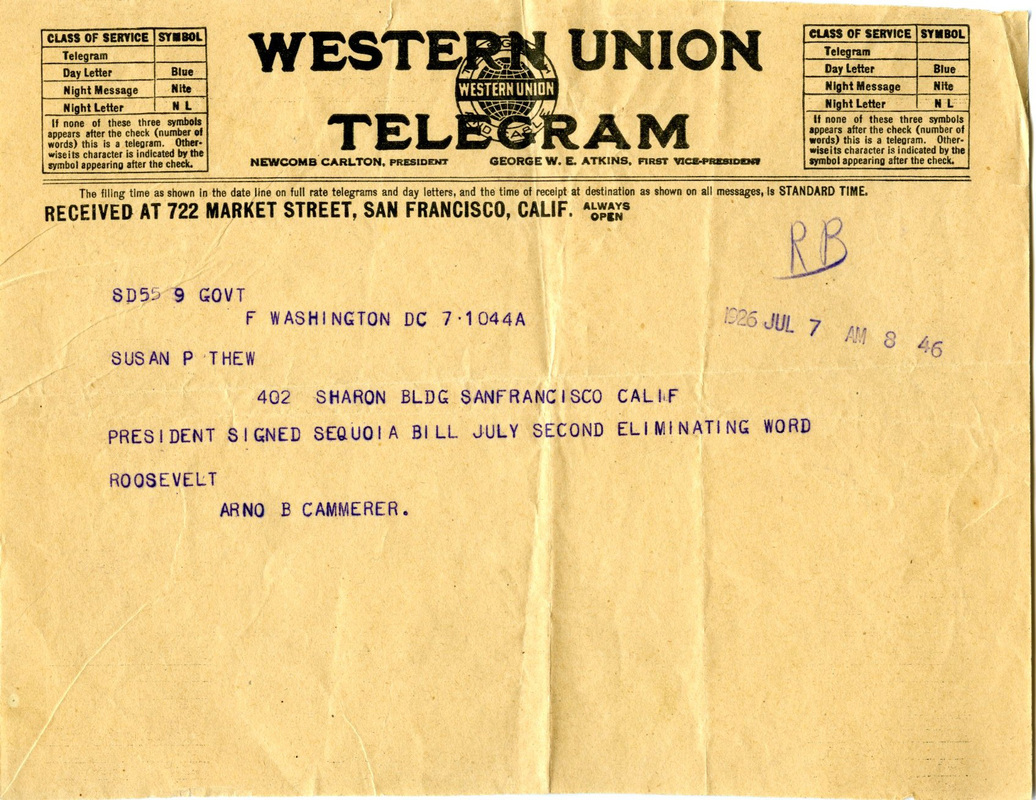 CLASS OF SERVICE SYMBOL
Telegram
Day Letter Blue
Night Message Nite
Night Letter N L
If none of these three symbols
appears after the check (number of
words) this is a telegram. Other-
wise its character is indicated by the
symbol appearing after the check.
WESTERN UNION
WESTERN UNION
TELEGRAM
NEWCOMB CARLTON, PRESIDENT GEORGE W. E. ATKINS, FIRST VICE-PRESIDENT
CLASS OF SERVICE SYMBOL
Telegram
Day Letter Blue
Night Message Nite
Night Letter N L
If none of these three symbols
appears after the check (number of
words) this is a telegram. Other-
wise its character is indicated by the
symbol appearing after the check.
The filing time as shown in the date line on full rate telegrams and day letters, and the time of receipt at destination as shown on all messages, is STANDARD TIME.
RECEIVED AT 722 MARKET STREET, SAN FRANCISCO, CALIF. ALWAYS OPEN
RB
SD55 9 GOVT
F WASHINGTON DC 7·1044A
1926 JUL 7 AM 8 46
SUSAN P THEW
402 SHARON BLDG SANFRANCISCO CALIF
PRESIDENT SIGNED SEQUOIA BILL JULY SECOND ELIMINATING WORD
ROOSEVELT
ARNO B CAMMERER.